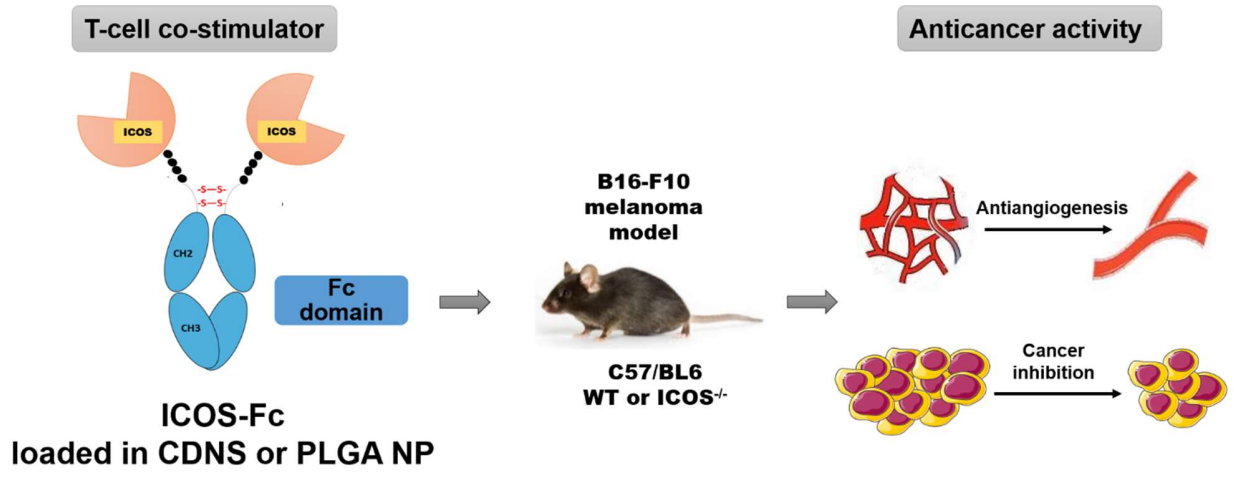 T-cell co-stimulator
Anticancer activity
ICOS
ICOS
-S—S-
-S—S-
CH2
CH3
Fc
domain
ICOS-Fc
loaded in CDNS or PLGA NP
B16-F10
melanoma
model
C57/BL6
WT or ICOS-/-
Antiangiogenesis
Cancer
inhibition